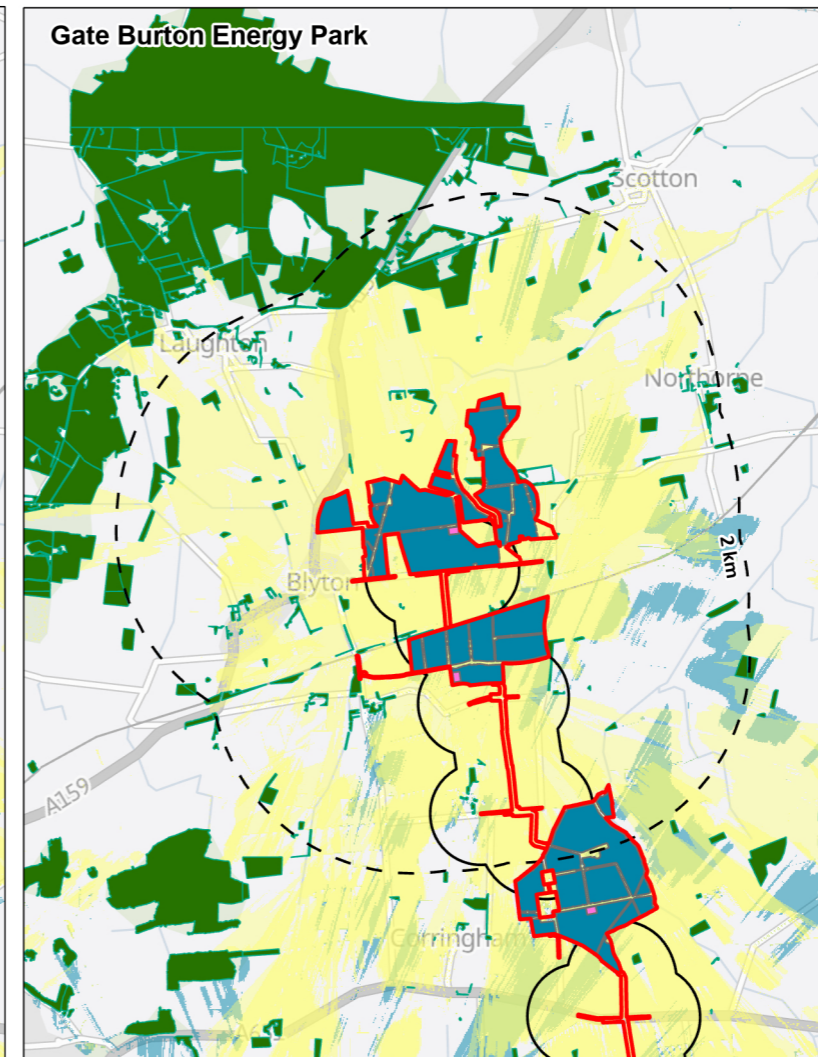 Gate Burton Energy Park
Scotton
Laughton
Northorpe
2 km
Blyton
A159
Corringham